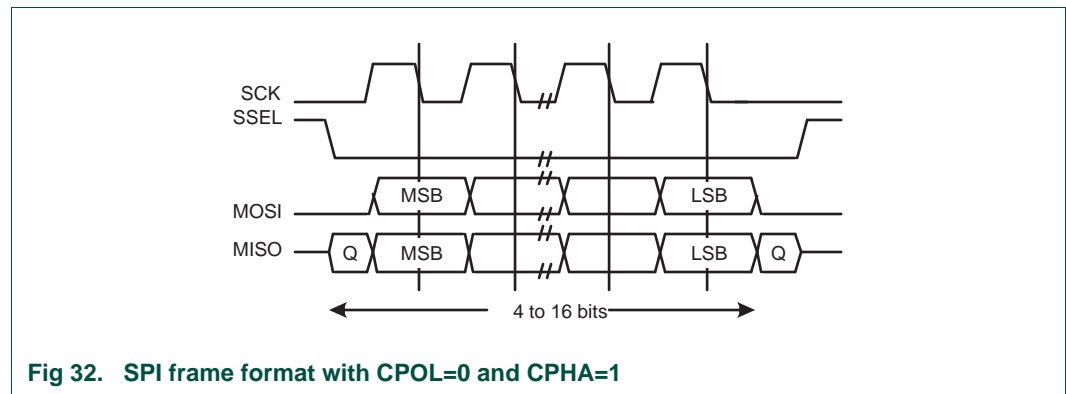 SCK
SSEL
MOSI MSB LSB
MISO Q MSB LSB Q
4 to 16 bits
Fig 32. SPI frame format with CPOL=0 and CPHA=1